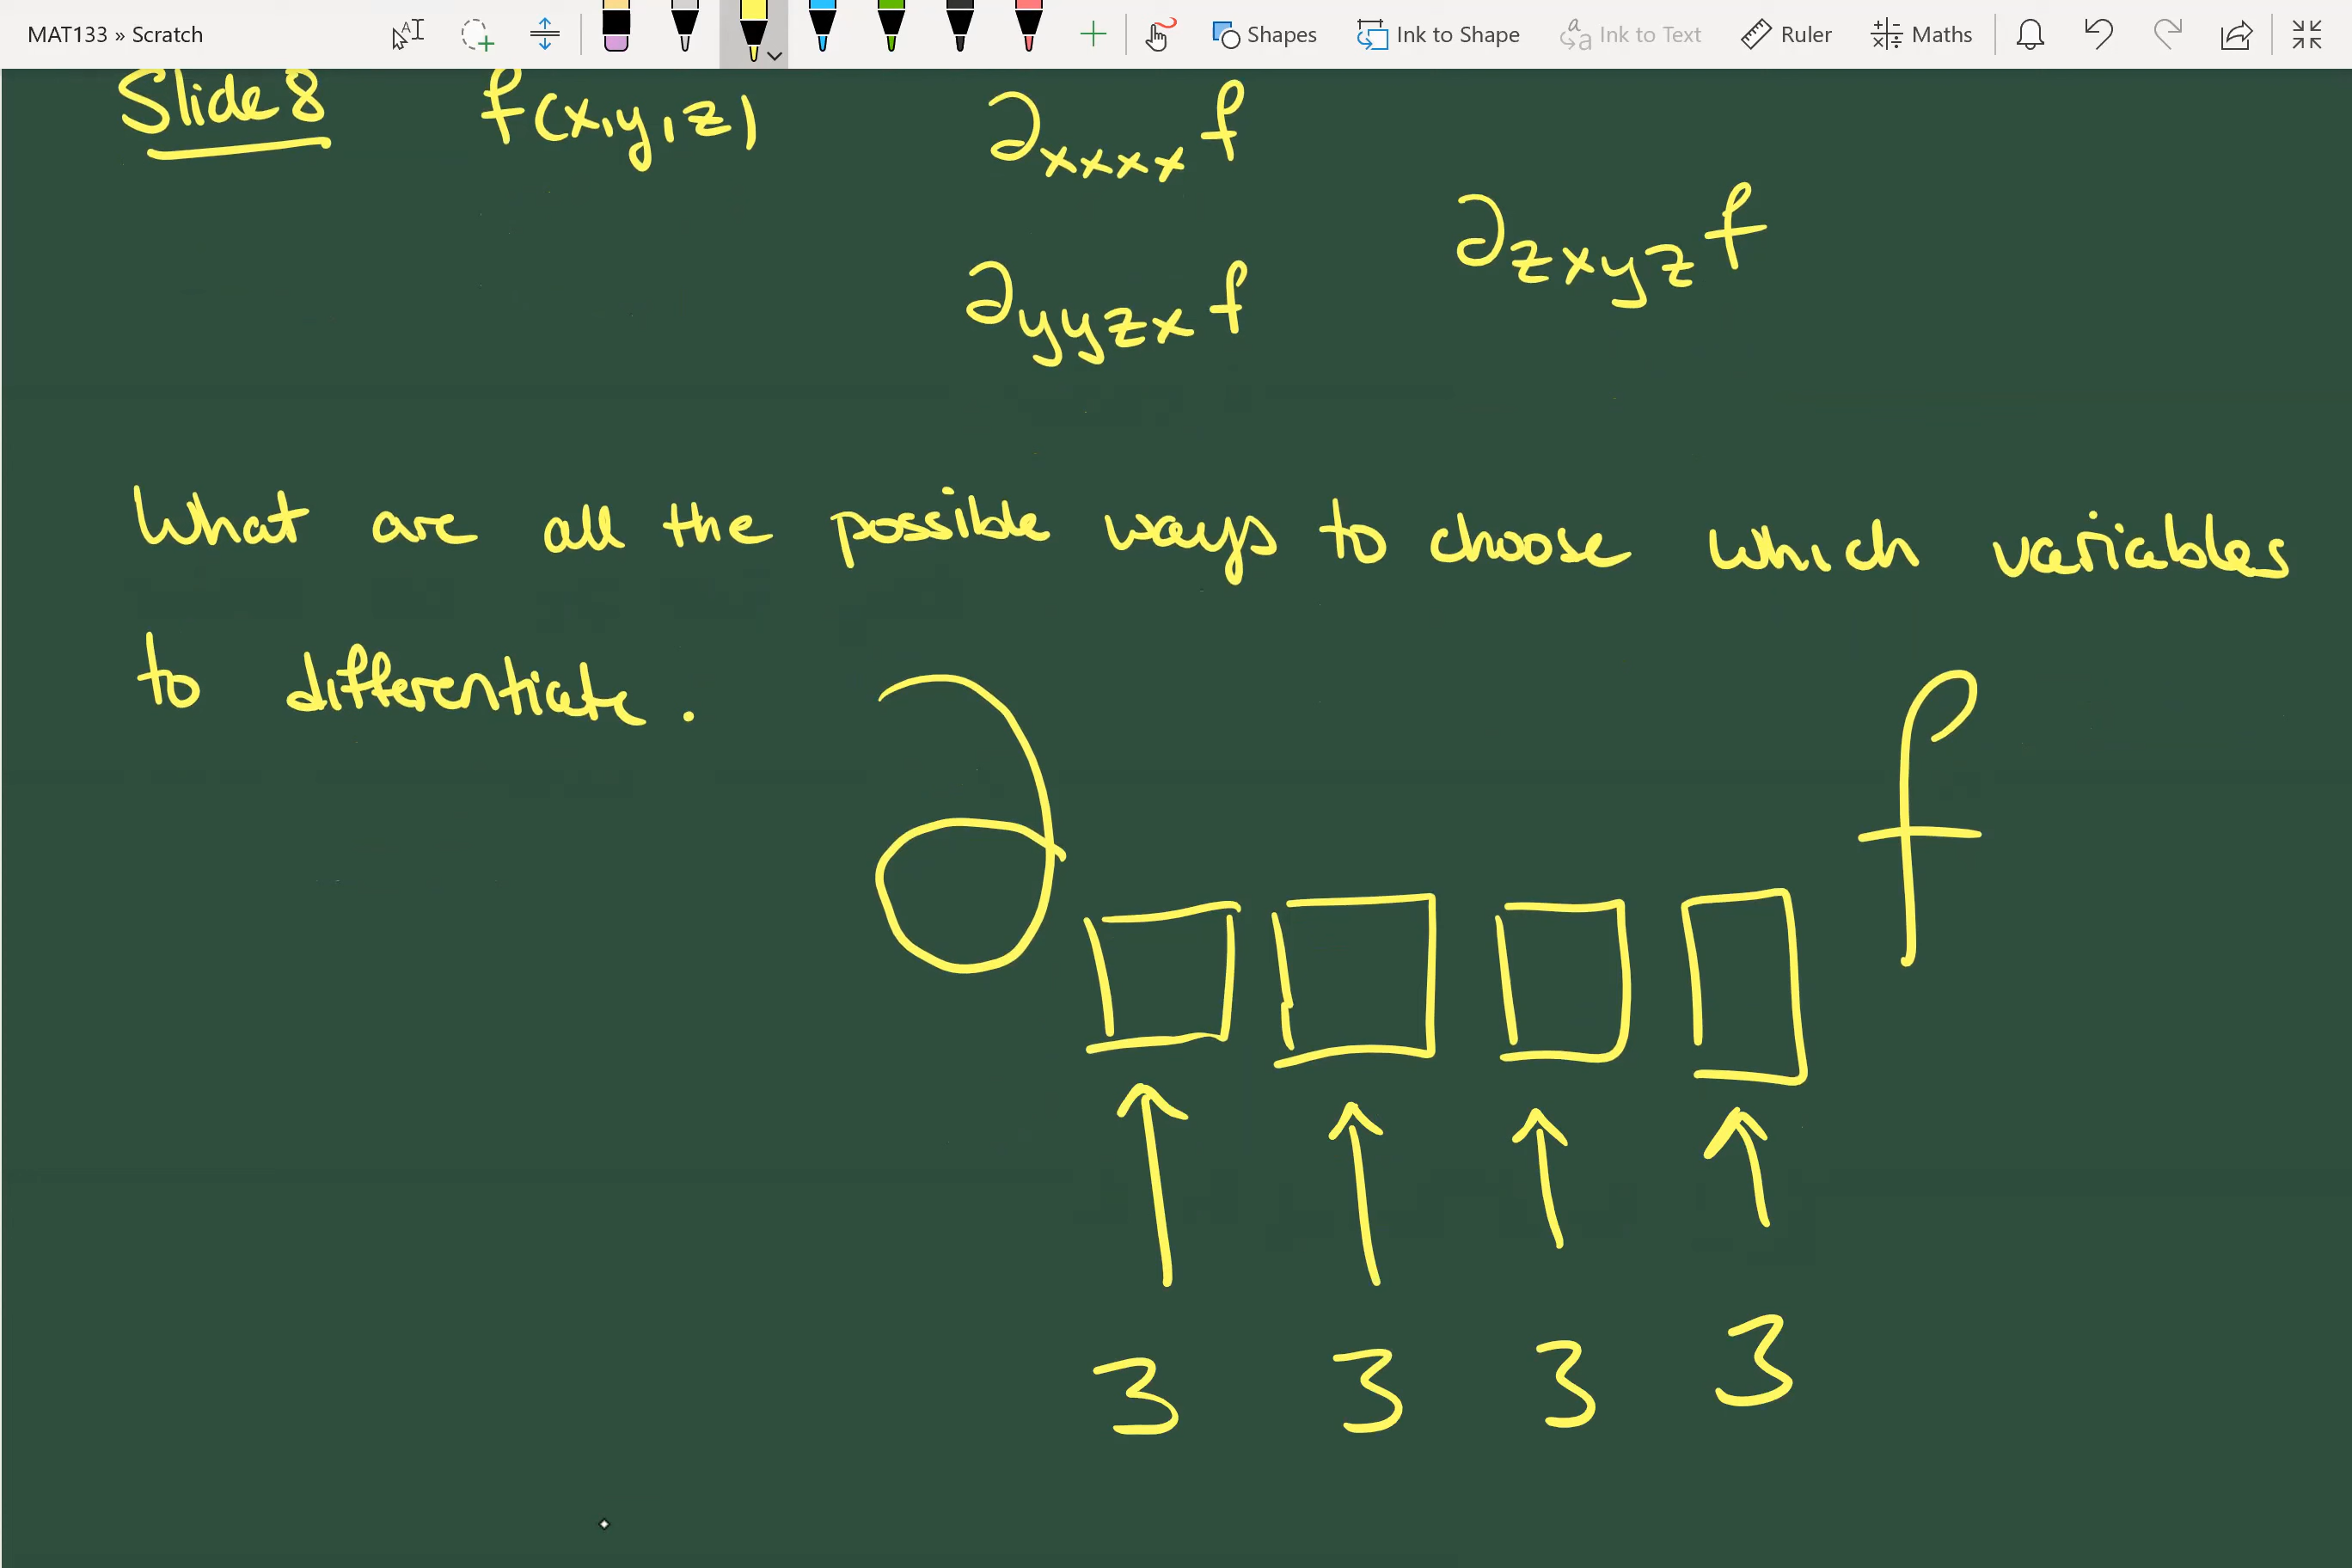 MAT133 » Scratch
Shapes
Ink to Shape
Ink to Text
Ruler
Maths
Slide 8 f(x,y,z) ∂xxxx f
∂zxyz f
∂yyzx f
What are all the possible ways to choose which variables
to differentiate.
∂ □ □ □ □ f
3 3 3 3